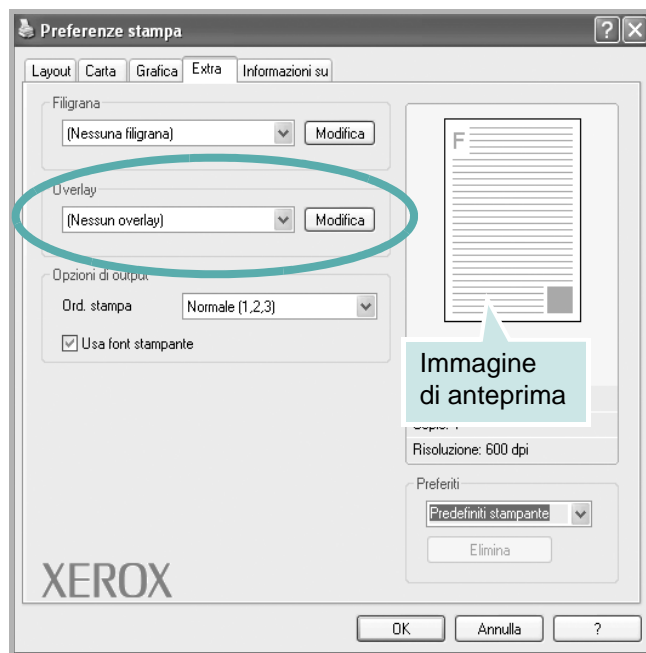 Preferenze stampa
Layout Carta Grafica Extra Informazioni su
Filigrana
(Nessuna filigrana) Modifica
Overlay
(Nessun overlay) Modifica
Opzioni di output
Ord. stampa Normale (1,2,3)
Usa font stampante
F
Immagine
di anteprima
Risoluzione: 600 dpi
Preferiti
Predefiniti stampante
Elimina
XEROX
OK Annulla ?